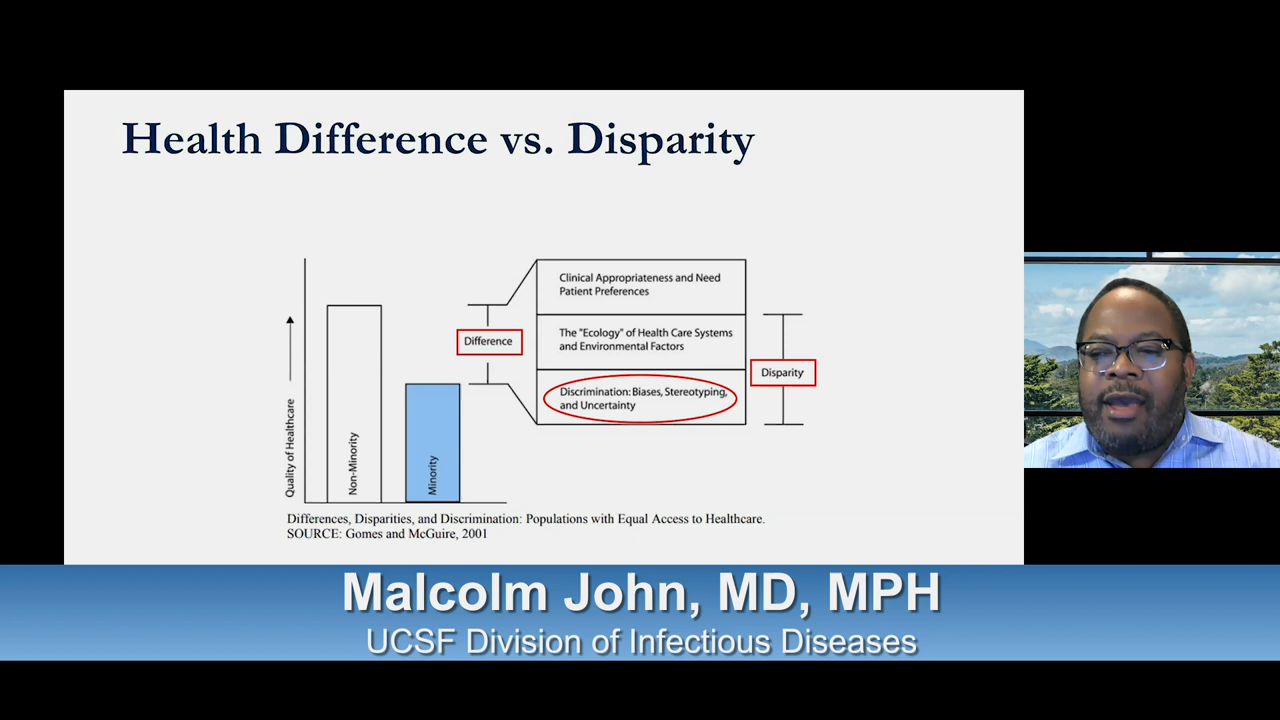 Health Difference vs. Disparity
Clinical Appropriateness and Need
Patient Preferences
The "Ecology" of Health Care Systems
and Environmental Factors
Discrimination: Biases, Stereotyping,
and Uncertainty
Difference
Disparity
Quality of Healthcare
Non-Minority
Minority
Differences, Disparities, and Discrimination: Populations with Equal Access to Healthcare.
SOURCE: Gomes and McGuire, 2001
Malcolm John, MD, MPH
UCSF Division of Infectious Diseases